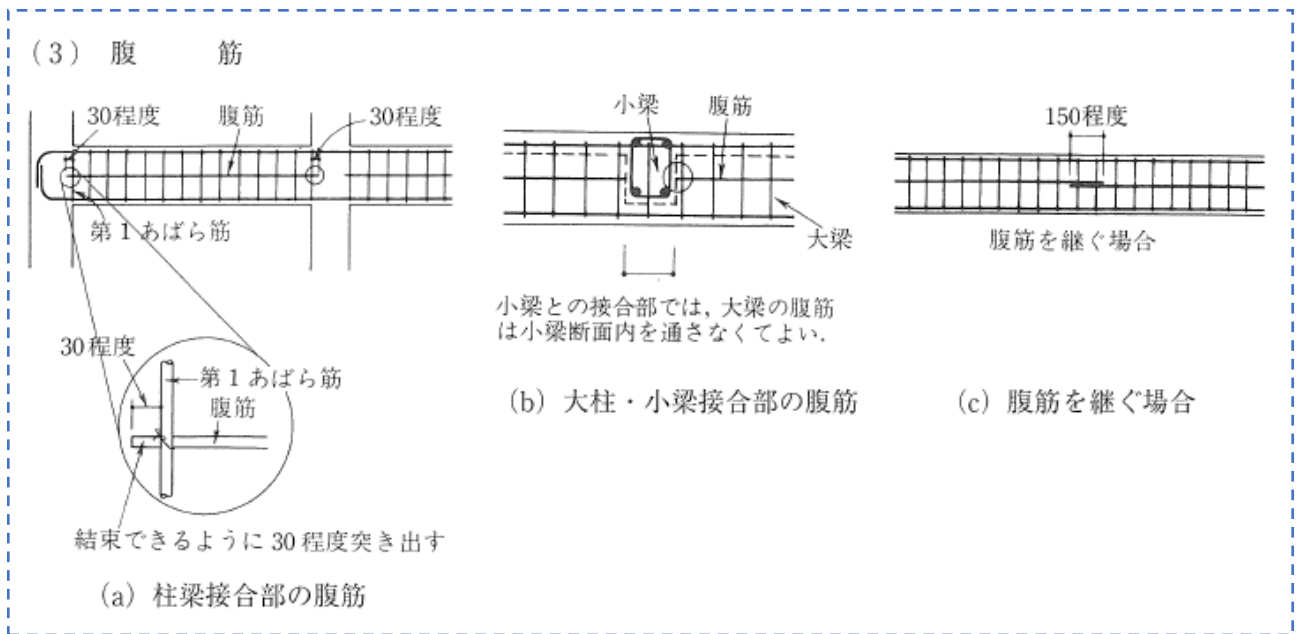 (3) 腹 筋
30程度
腹筋
30程度
第1あばら筋
30程度
第1あばら筋
腹筋
結束できるように30程度突き出す
(a) 柱梁接合部の腹筋
小梁
腹筋
大梁
小梁との接合部では，大梁の腹筋
は小梁断面内を通さなくてよい．
(b) 大柱・小梁接合部の腹筋
150程度
腹筋を継ぐ場合
(c) 腹筋を継ぐ場合